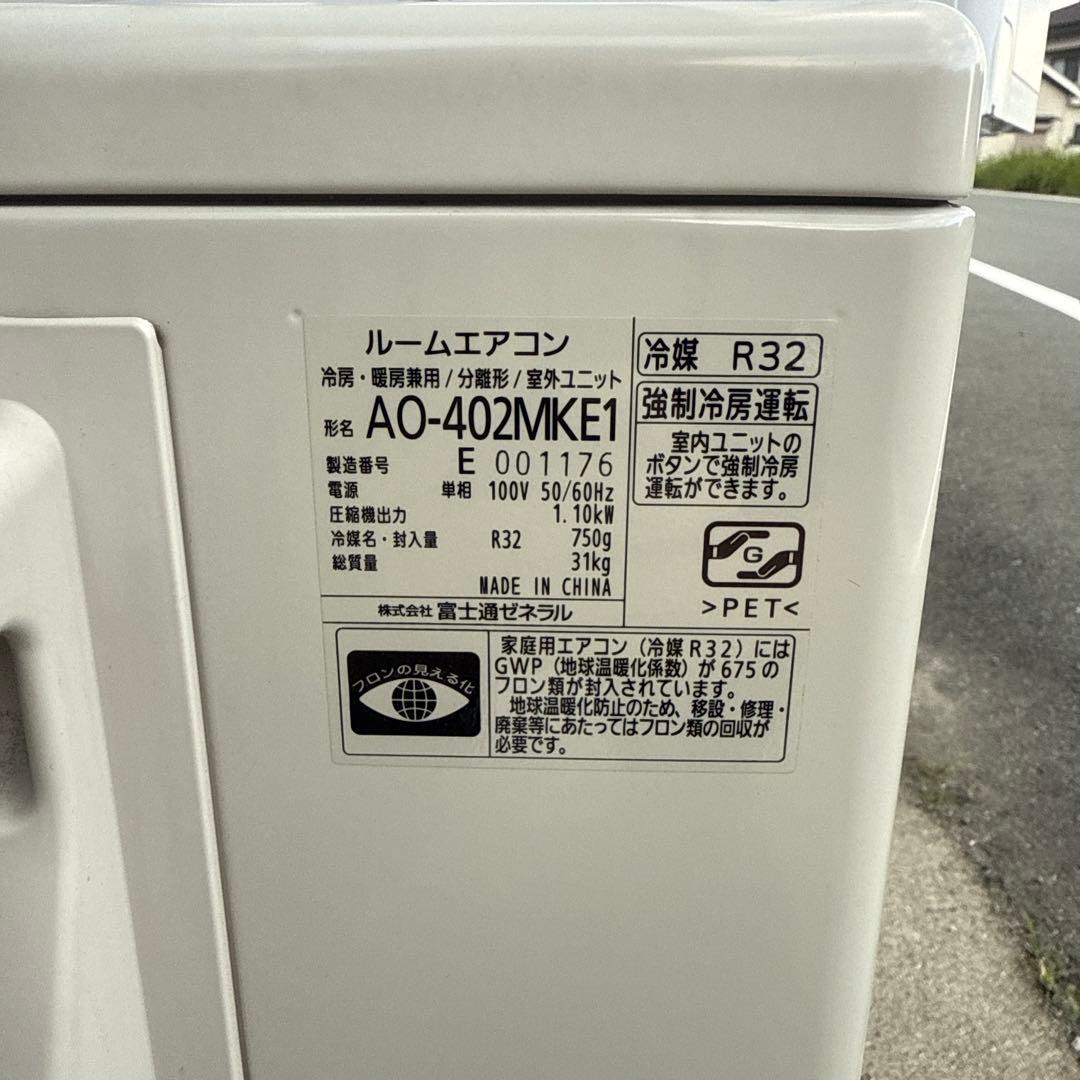 ルームエアコン
冷房・暖房兼用/分離形/室外ユニット
形名 AO-402MKE1
製造番号 E 001176
電源 単相 100V 50/60Hz
圧縮機出力 1.10kW
冷媒名・封入量 R32 750g
総質量 31kg
MADE IN CHINA
株式会社 富士通ゼネラル
冷媒 R32
強制冷房運転
室内ユニットの
ボタンで強制冷房
運転ができます。
G
>PET<
フロンの見える化
家庭用エアコン（冷媒R32）には
GWP（地球温暖化係数）が675の
フロン類が封入されています。
地球温暖化防止のため、移設・修理・
廃棄等にあたってはフロン類の回収が
必要です。